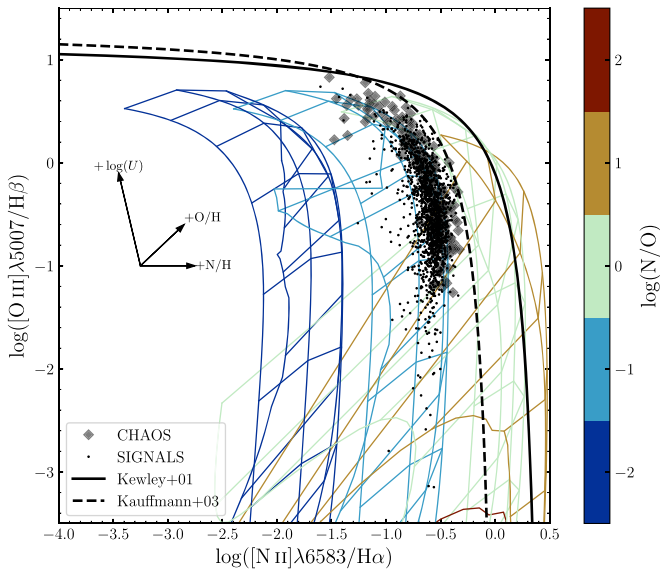 1
0
−1
−2
−3
log([O III]λ5007/Hβ)
+log(U)
+O/H
+N/H
CHAOS
SIGNALS
Kewley+01
Kauffmann+03
−4.0 −3.5 −3.0 −2.5 −2.0 −1.5 −1.0 −0.5 0.0 0.5
log([N II]λ6583/Hα)
2
1
0
−1
−2
log(N/O)